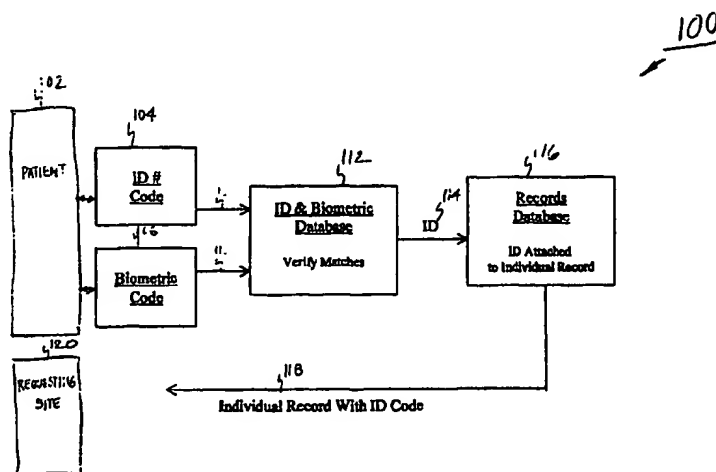 100
102
PATIENT
104
ID #
Code
Biometric
Code
112
ID & Biometric
Database
Verify Matches
ID
114
116
Records
Database
ID Attached
to Individual Record
118
Individual Record With ID Code
120
REQUESTING
SITE